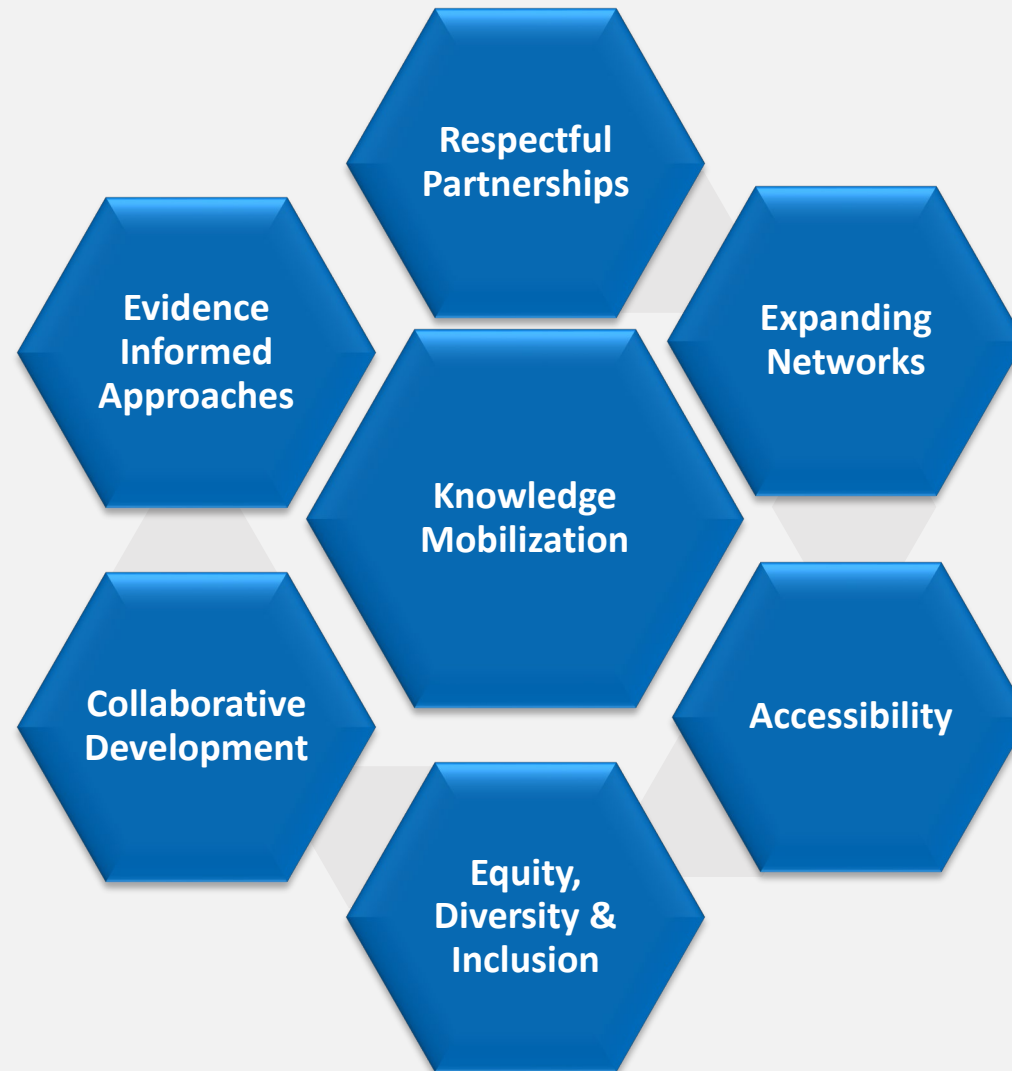 Respectful
Partnerships
Expanding
Networks
Evidence
Informed
Approaches
Knowledge
Mobilization
Accessibility
Collaborative
Development
Equity,
Diversity &
Inclusion